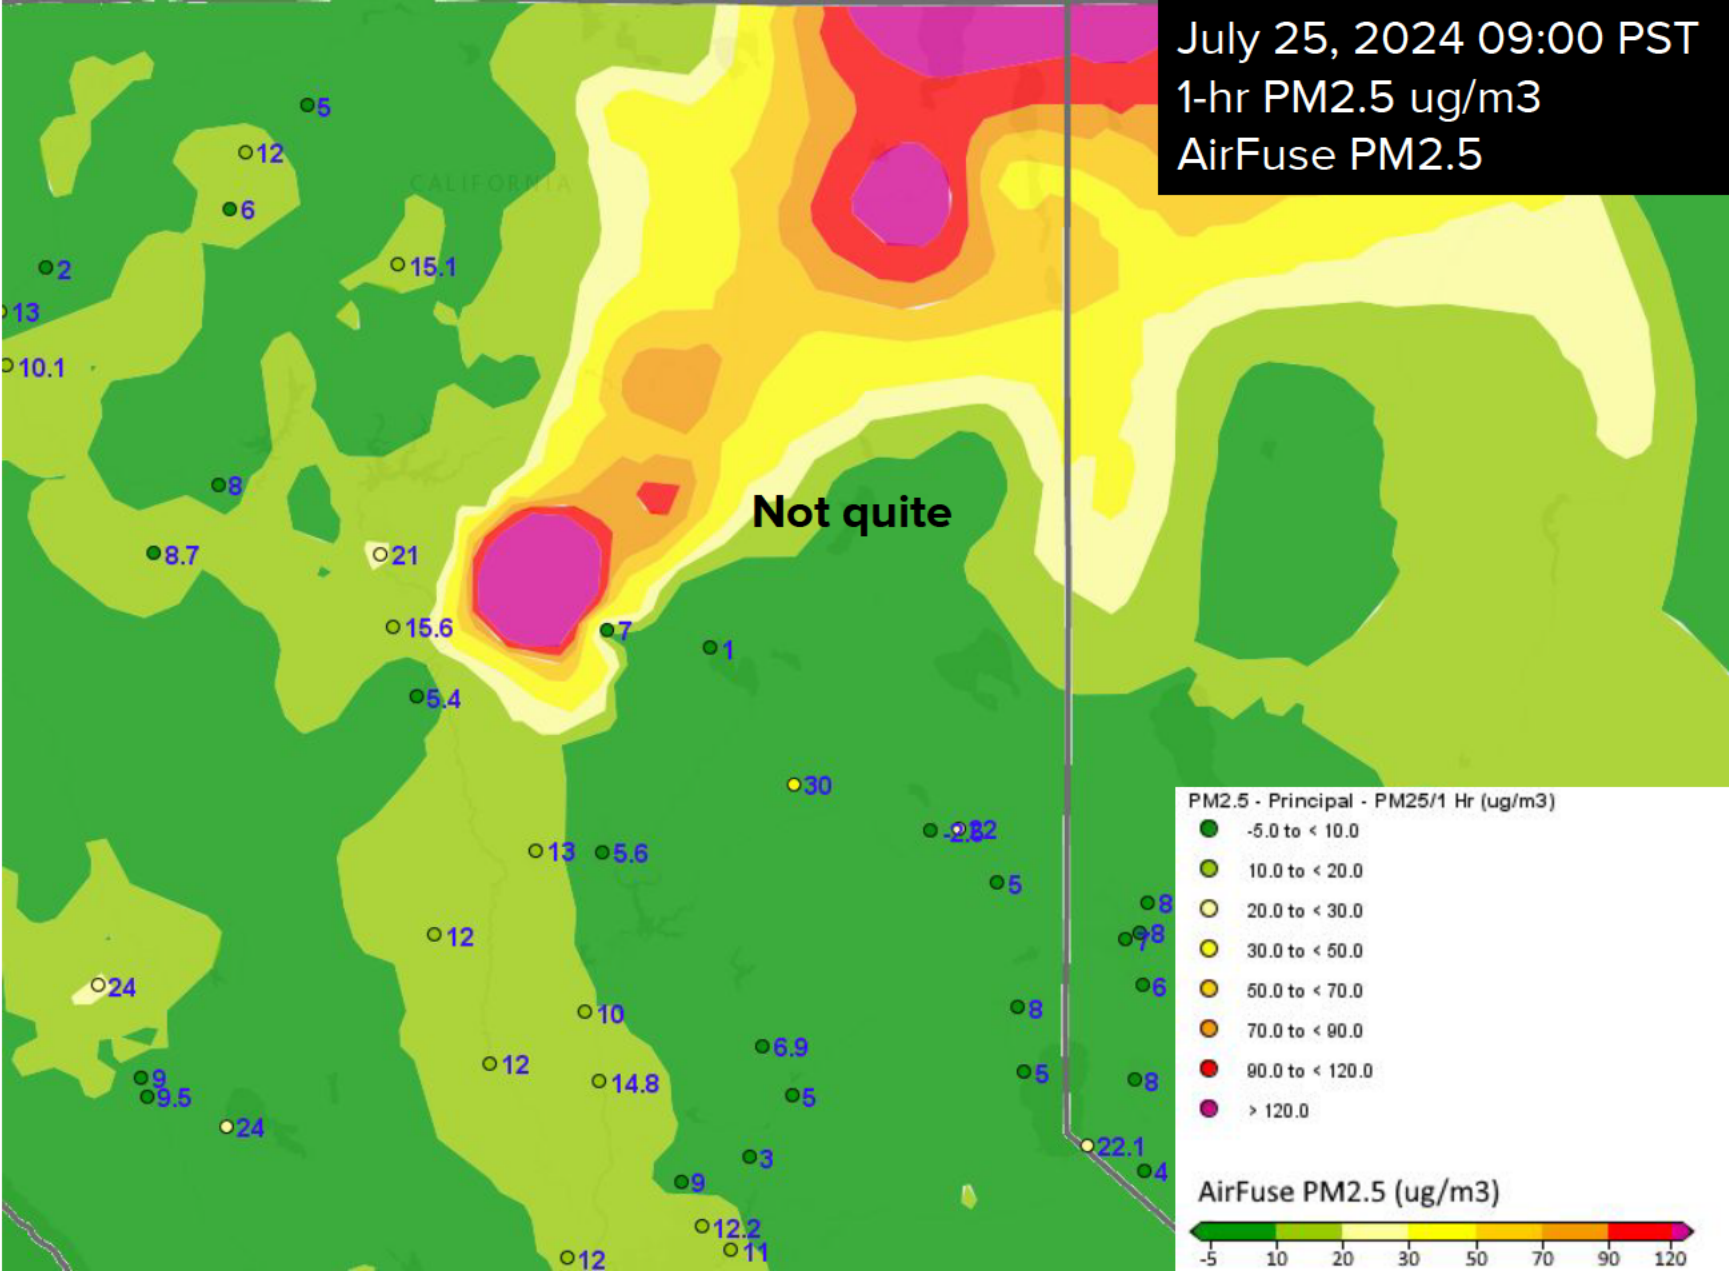 July 25, 2024 09:00 PST
1-hr PM2.5 ug/m3
AirFuse PM2.5
5
12
CALIFORNIA
6
2
15.1
13
10.1
8
Not quite
8.7
21
15.6
7
1
5.4
30
PM2.5 - Principal - PM25/1 Hr (ug/m3)
-5.0 to < 10.0
10.0 to < 20.0
20.0 to < 30.0
30.0 to < 50.0
50.0 to < 70.0
70.0 to < 90.0
90.0 to < 120.0
> 120.0
13
5.6
5
8
8
7
12
24
6
10
8
6.9
12
14.8
5
8
9
9.5
5
24
22.1
3
4
9
12.2
11
12
AirFuse PM2.5 (ug/m3)
-5 10 20 30 50 70 90 120